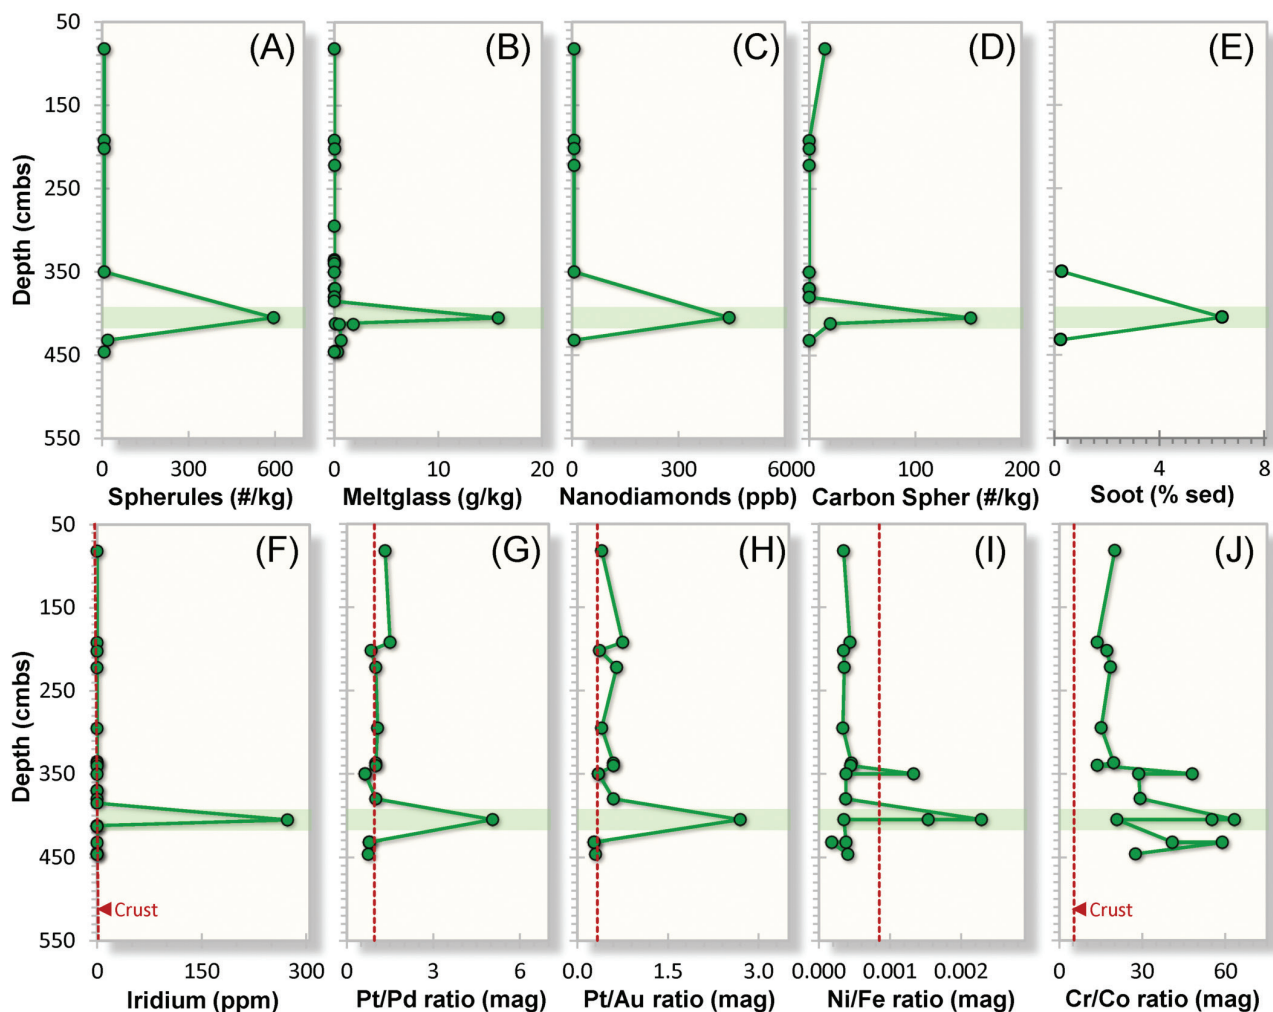 (A) (B) (C) (D) (E)
50
150
250
350
450
550
Depth (cmbs)
0 300 600 0 10 20 0 300 6000 100 200 0 4 8
Spherules (#/kg) Meltglass (g/kg) Nanodiamonds (ppb) Carbon Spher (#/kg) Soot (% sed)
(F) (G) (H) (I) (J)
50
150
250
350
450
550
Depth (cmbs)
Crust Crust
0 150 300 0 3 6 0.0 1.5 3.0 0.000 0.001 0.002 0 30 60
Iridium (ppm) Pt/Pd ratio (mag) Pt/Au ratio (mag) Ni/Fe ratio (mag) Cr/Co ratio (mag)